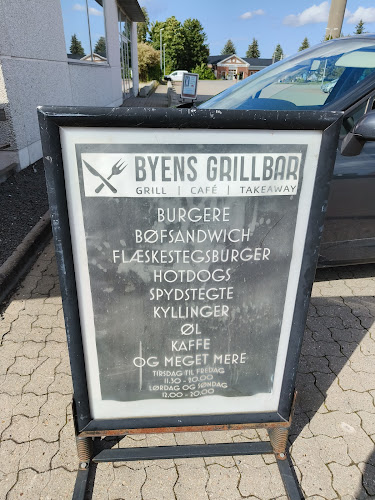 BYENS GRILLBAR
GRILL | CAFÉ | TAKEAWAY
BURGERE
BØFSANDWICH
FLÆSKESTEGSBURGER
HOTDOGS
SPYDSTEGTE
KYLLINGER
ØL
KAFFE
OG MEGET MERE
TIRSDAG TIL FREDAG
11.30 - 20.00
LØRDAG OG SØNDAG
12.00 - 20.00